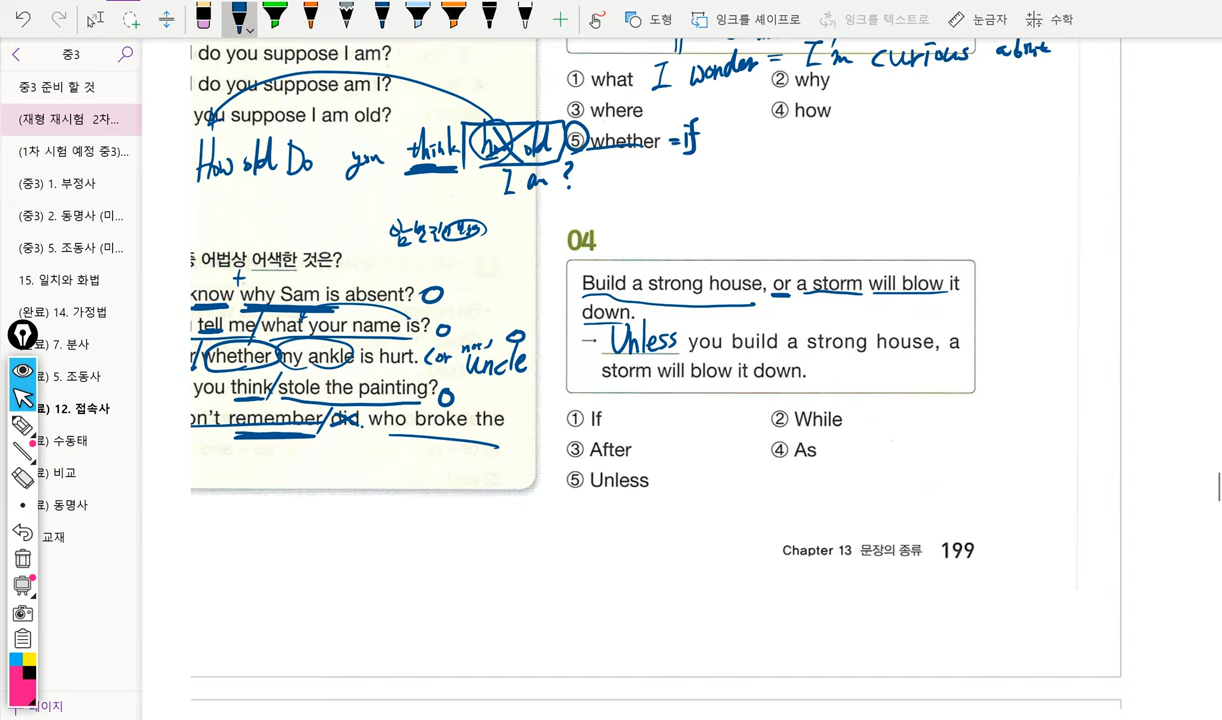 도형
잉크를 셰이프로
잉크를 텍스트로
눈금자
수학
중3
중3 준비 할 것
(재형 재시험 2차...
(1차 시험 예정 중3)...
(중3) 1. 부정사
(중3) 2. 동명사 (미...
(중3) 5. 조동사 (미...
15. 일치와 화법
(완료) 14. 가정법
료) 7. 분사
료) 5. 조동사
료) 12. 접속사
료) 수동태
료) 비교
료) 동명사
교재
페이지
do you suppose I am?
do you suppose am I?
you suppose I am old?
How old Do you think how old
I am ?
어법상 어색한 것은?
know why Sam is absent?
tell me what your name is?
whether my ankle is hurt. (or not)
uncle
you think stole the painting?
on't remember did who broke the
I wonder = I'm curious
① what
② why
③ where
④ how
⑤ whether = if
04
Build a strong house, or a storm will blow it
down.
→ Unless you build a strong house, a
storm will blow it down.
① If
② While
③ After
④ As
⑤ Unless
Chapter 13 문장의 종류 199